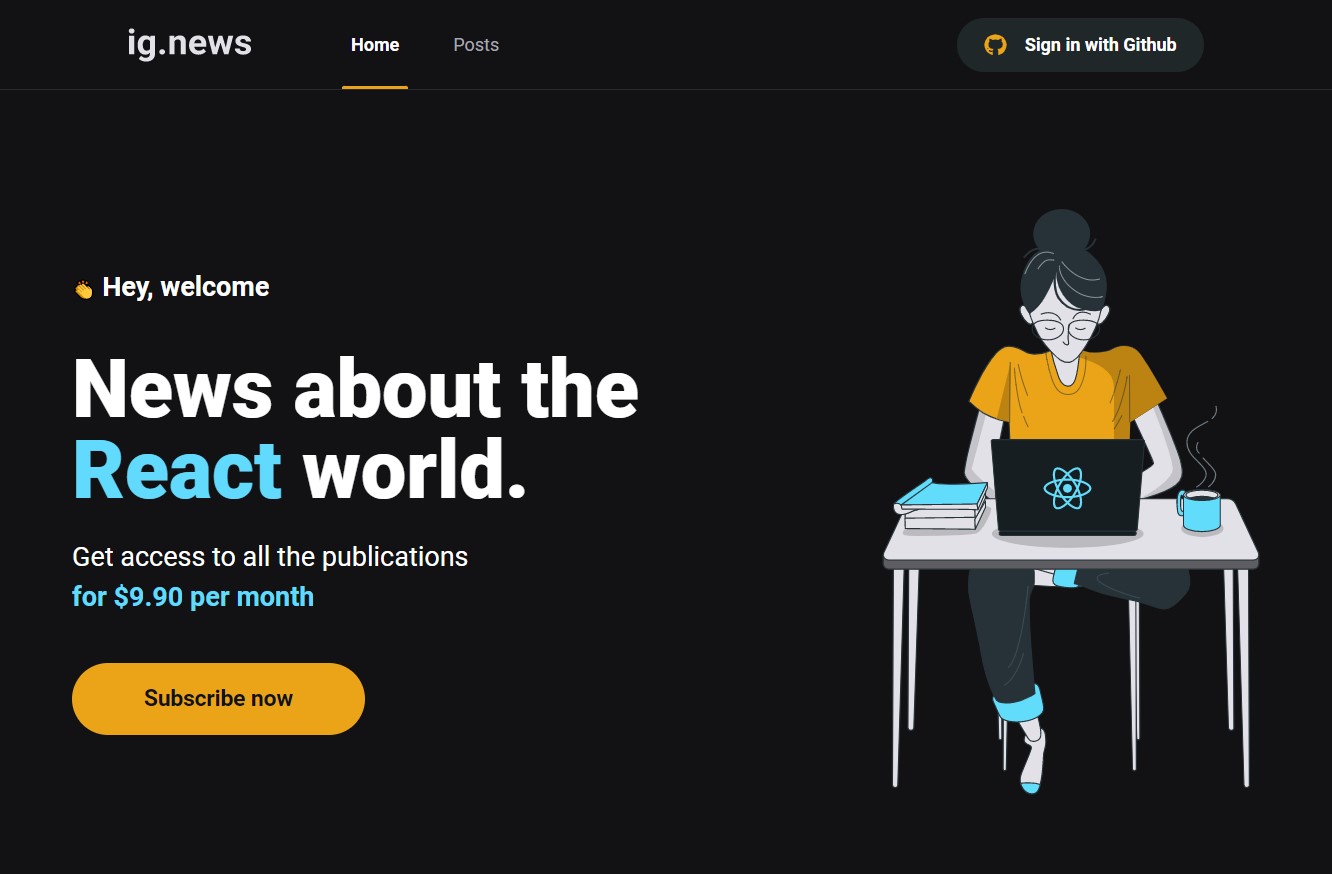 ig.news
Home
Posts
Sign in with Github
👏 Hey, welcome
News about the
React world.
Get access to all the publications
for $9.90 per month
Subscribe now